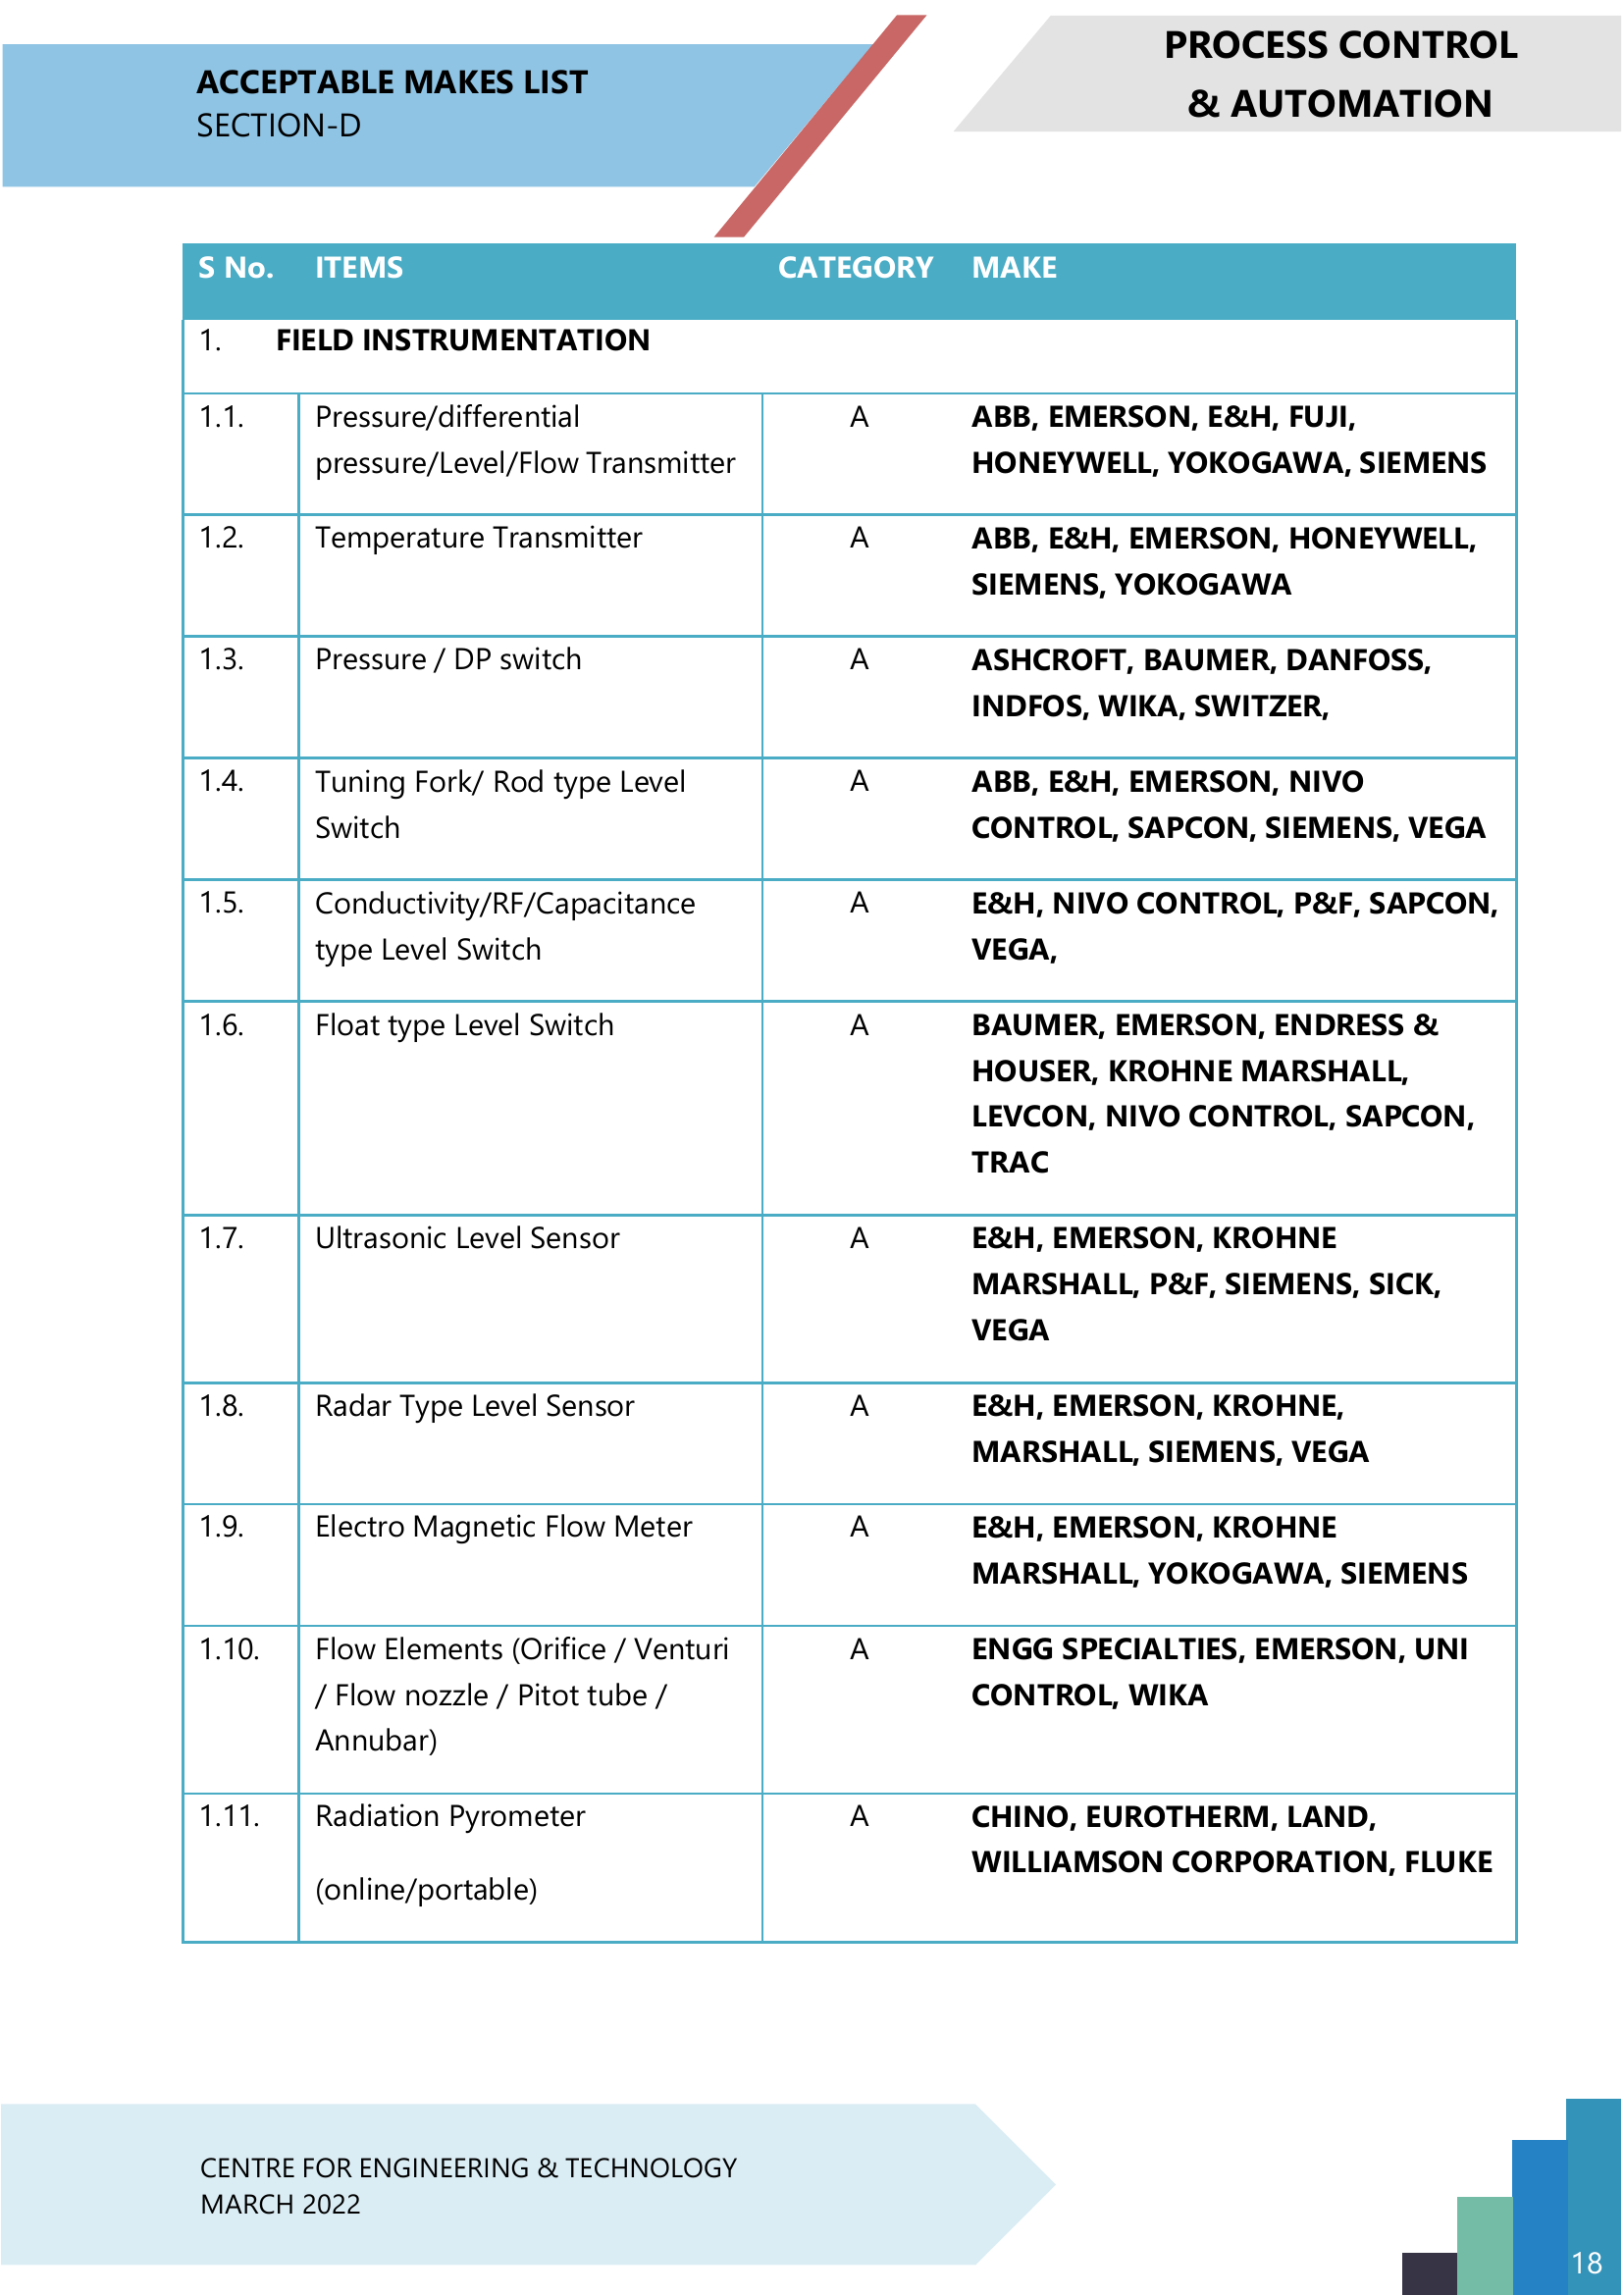 ACCEPTABLE MAKES LIST
SECTION-D
PROCESS CONTROL
& AUTOMATION
S No. ITEMS CATEGORY MAKE
1. FIELD INSTRUMENTATION
1.1. Pressure/differential A ABB, EMERSON, E&H, FUJI,
pressure/Level/Flow Transmitter HONEYWELL, YOKOGAWA, SIEMENS
1.2. Temperature Transmitter A ABB, E&H, EMERSON, HONEYWELL,
SIEMENS, YOKOGAWA
1.3. Pressure / DP switch A ASHCROFT, BAUMER, DANFOSS,
INDFOS, WIKA, SWITZER,
1.4. Tuning Fork/ Rod type Level A ABB, E&H, EMERSON, NIVO
Switch CONTROL, SAPCON, SIEMENS, VEGA
1.5. Conductivity/RF/Capacitance A E&H, NIVO CONTROL, P&F, SAPCON,
type Level Switch VEGA,
1.6. Float type Level Switch A BAUMER, EMERSON, ENDRESS &
HOUSER, KROHNE MARSHALL,
LEVCON, NIVO CONTROL, SAPCON,
TRAC
1.7. Ultrasonic Level Sensor A E&H, EMERSON, KROHNE
MARSHALL, P&F, SIEMENS, SICK,
VEGA
1.8. Radar Type Level Sensor A E&H, EMERSON, KROHNE,
MARSHALL, SIEMENS, VEGA
1.9. Electro Magnetic Flow Meter A E&H, EMERSON, KROHNE
MARSHALL, YOKOGAWA, SIEMENS
1.10. Flow Elements (Orifice / Venturi A ENGG SPECIALTIES, EMERSON, UNI
/ Flow nozzle / Pitot tube / CONTROL, WIKA
Annubar)
1.11. Radiation Pyrometer A CHINO, EUROTHERM, LAND,
WILLIAMSON CORPORATION, FLUKE
(online/portable)
CENTRE FOR ENGINEERING & TECHNOLOGY
MARCH 2022
18